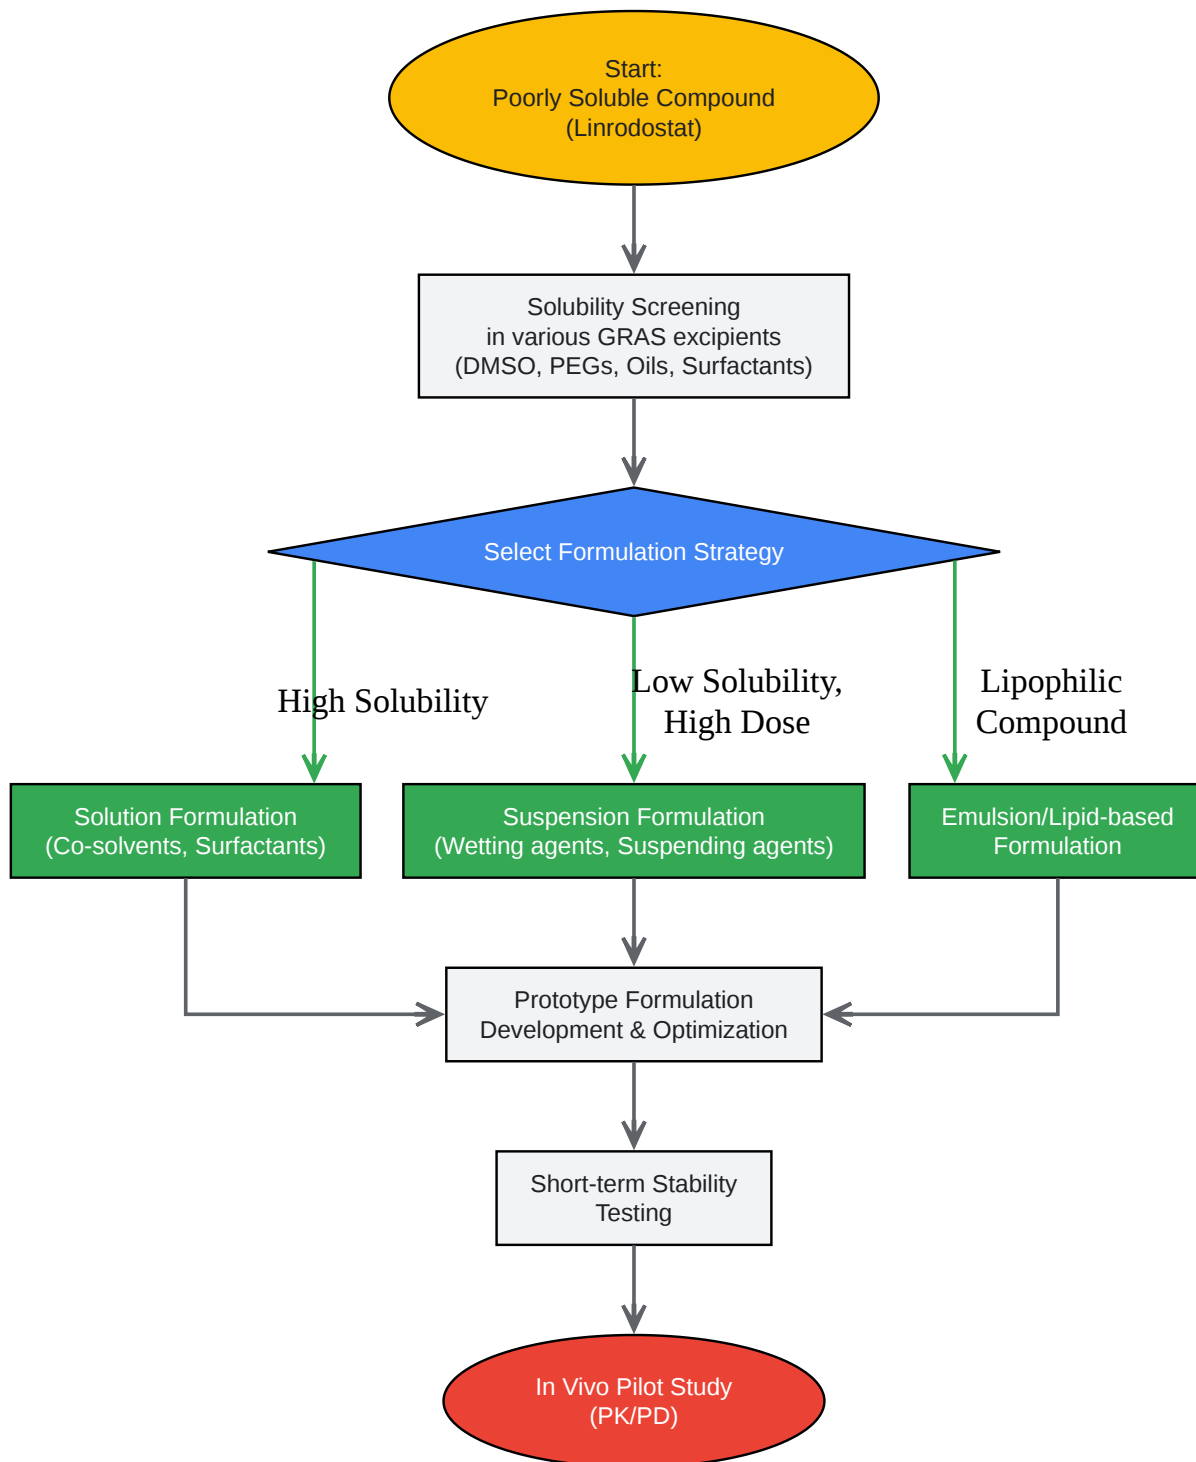 Start:
Poorly Soluble Compound
(Linrodostat)
Solubility Screening
in various GRAS excipients
(DMSO, PEGs, Oils, Surfactants)
Select Formulation Strategy
High Solubility
Low Solubility,
High Dose
Lipophilic
Compound
Solution Formulation
(Co-solvents, Surfactants)
Suspension Formulation
(Wetting agents, Suspending agents)
Emulsion/Lipid-based
Formulation
Prototype Formulation
Development & Optimization
Short-term Stability
Testing
In Vivo Pilot Study
(PK/PD)